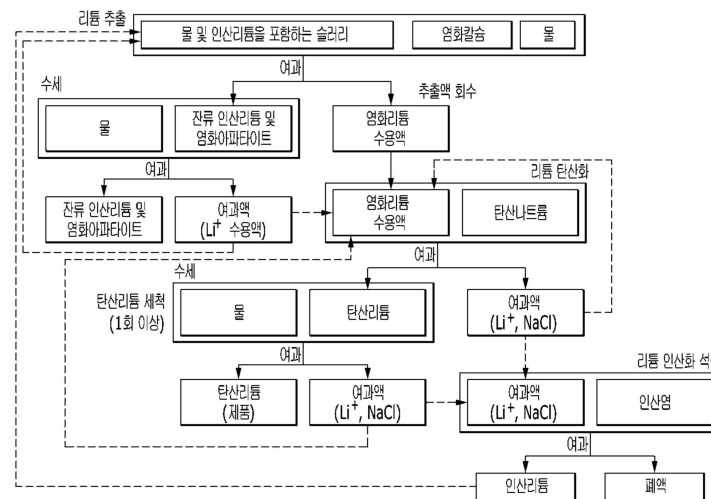 리튬 추출
물 및 인산리튬을 포함하는 슬러리
염화칼슘
물
여과
수세
추출액 회수
물
잔류 인산리튬 및
염화아파타이트
염화리튬
수용액
여과
리튬 탄산화
잔류 인산리튬 및
염화아파타이트
여과액
(Li⁺ 수용액)
염화리튬
수용액
탄산나트륨
여과
수세
탄산리튬 세척
(1회 이상)
물
탄산리튬
여과액
(Li⁺, NaCl)
여과
리튬 인산화 석
탄산리튬
(제품)
여과액
(Li⁺, NaCl)
여과액
(Li⁺, NaCl)
인산염
여과
인산리튬
폐액